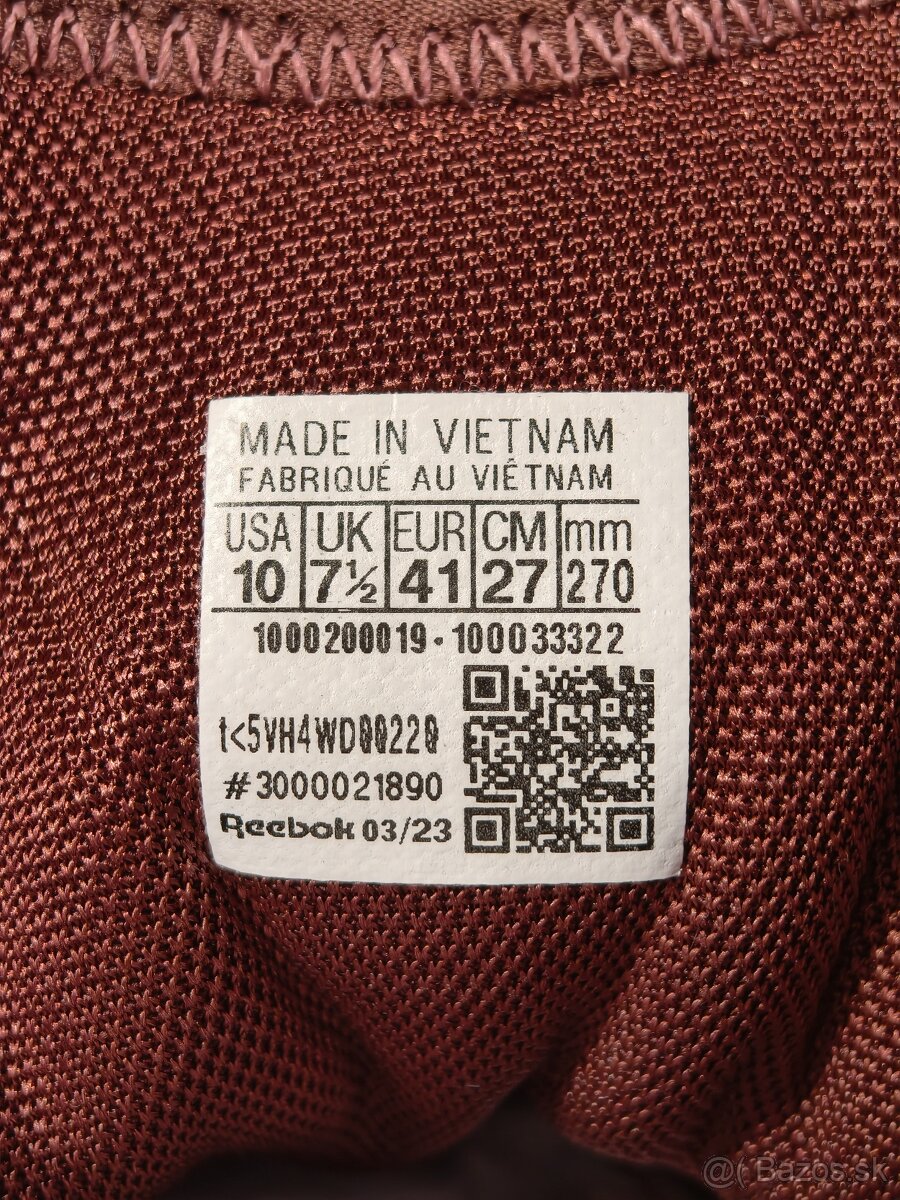 MADE IN VIETNAM
FABRIQUÉ AU VIÊTNAM
USA UK EUR CM mm
10 7½ 41 27 270
1000200019 • 100033322
t<5VH4WD00220
#3000021890
Reebok 03/23
@( Bazos.sk